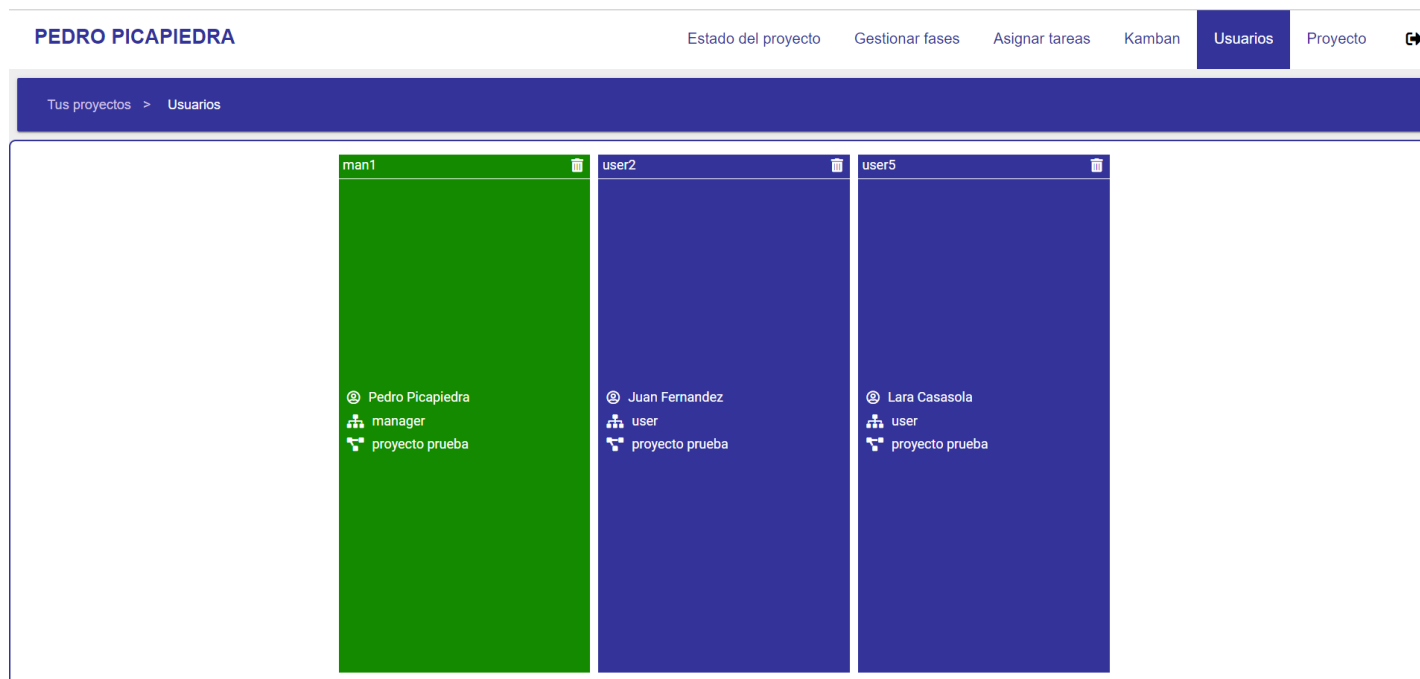 PEDRO PICAPIEDRA
Estado del proyecto Gestionar fases Asignar tareas Kamban Usuarios Proyecto
Tus proyectos > Usuarios
man1
Pedro Picapiedra
manager
proyecto prueba
user2
Juan Fernandez
user
proyecto prueba
user5
Lara Casasola
user
proyecto prueba